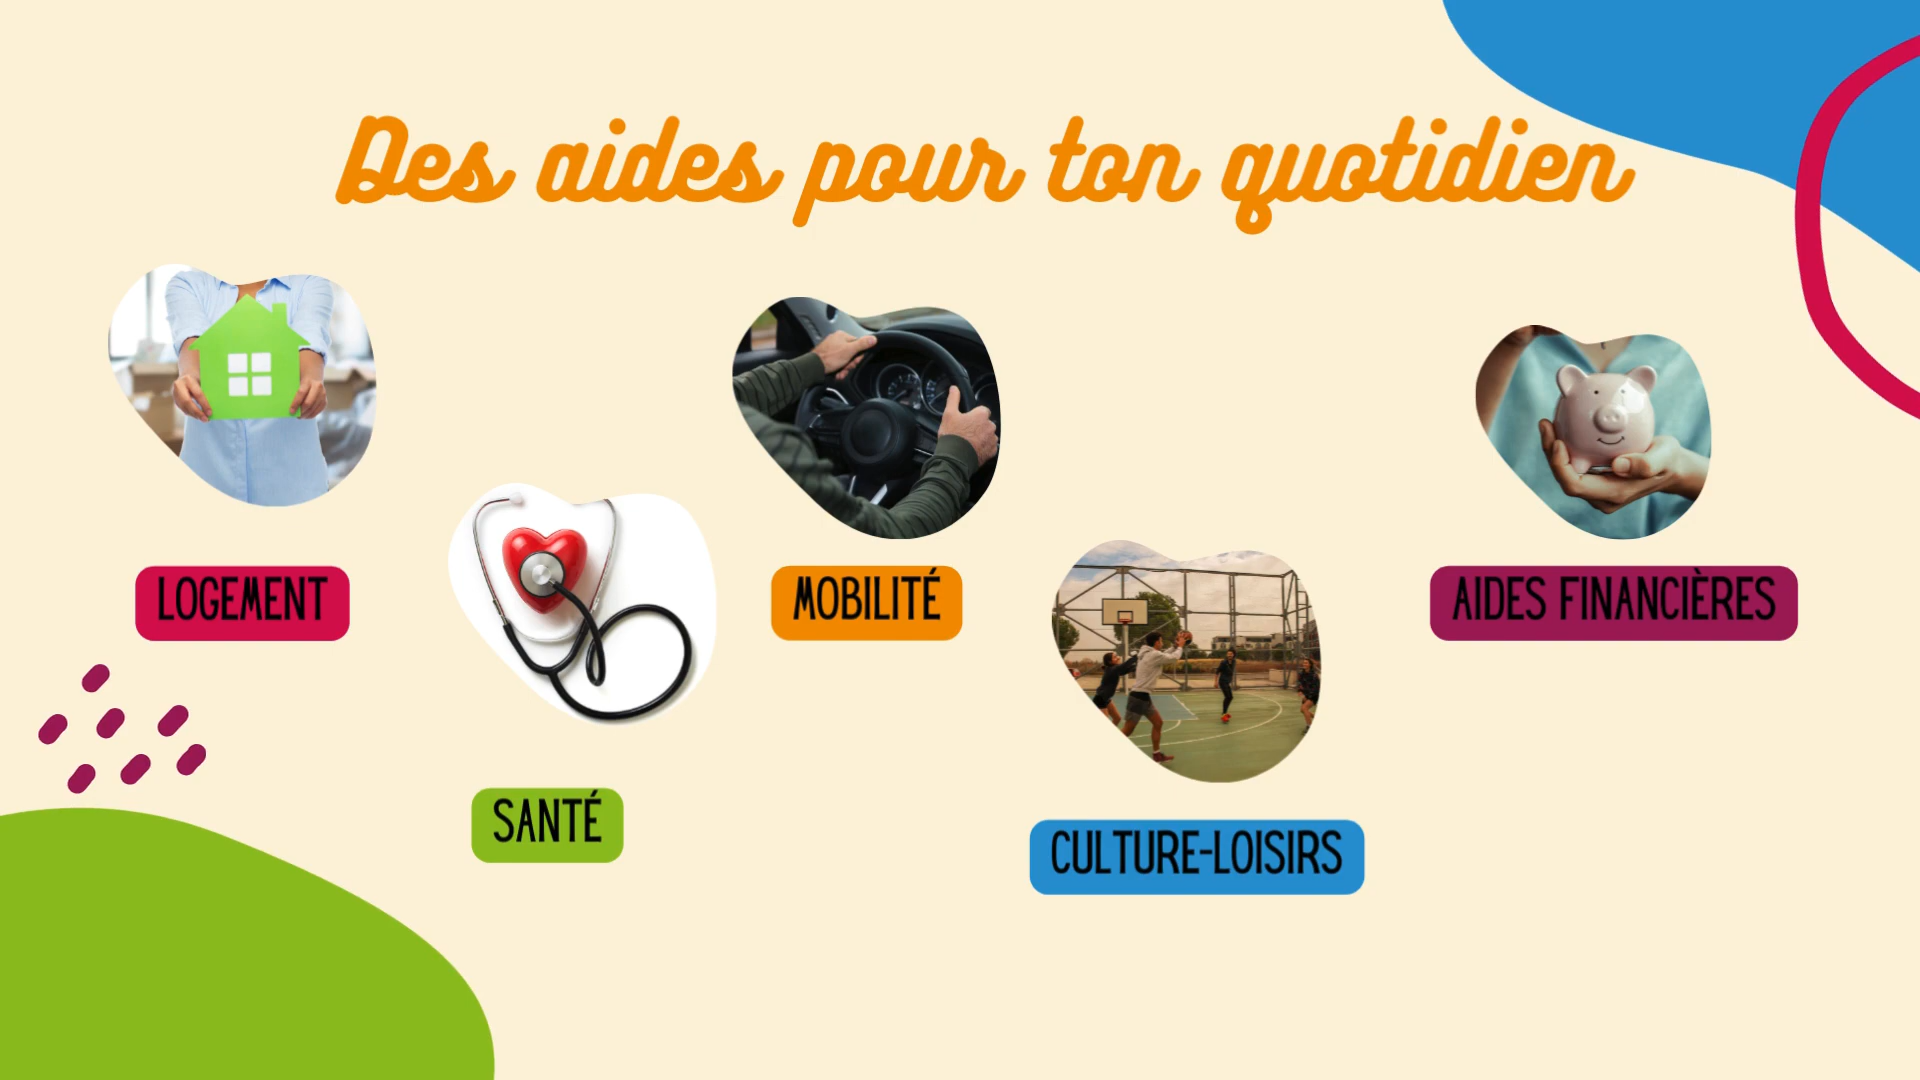 Des aides pour ton quotidien
LOGEMENT
SANTÉ
MOBILITÉ
CULTURE-LOISIRS
AIDES FINANCIÈRES